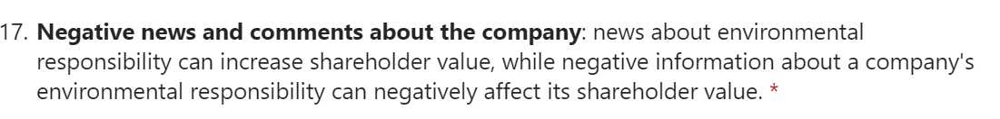 17. Negative news and comments about the company: news about environmental
responsibility can increase shareholder value, while negative information about a company's
environmental responsibility can negatively affect its shareholder value. *